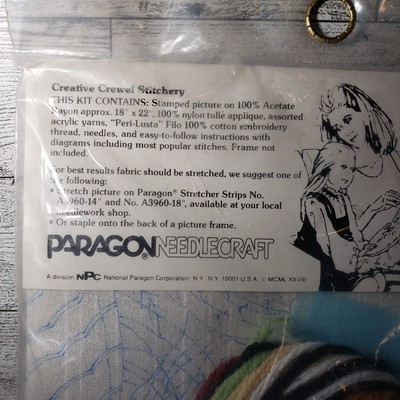 Creative Crewel Stitchery
THIS KIT CONTAINS: Stamped picture on 100% Acetate
Rayon approx. 18" x 22", 100% nylon tulle applique, assorted
acrylic yarns, "Peri-Lusta" Filo 100% cotton embroidery
thread, needles, and easy-to-follow instructions with
diagrams including most popular stitches. Frame not
included.
For best results fabric should be stretched, we suggest one of
the following:
• Stretch picture on Paragon® Stretcher Strips No.
A3960-14" and No. A3960-18", available at your local
Needlework shop.
• Or staple onto the back of a picture frame.
PARAGON® NEEDLECRAFT
A division NPC National Paragon Corporation N.Y. N.Y. 10001 U.S.A. © MCML XXVIII